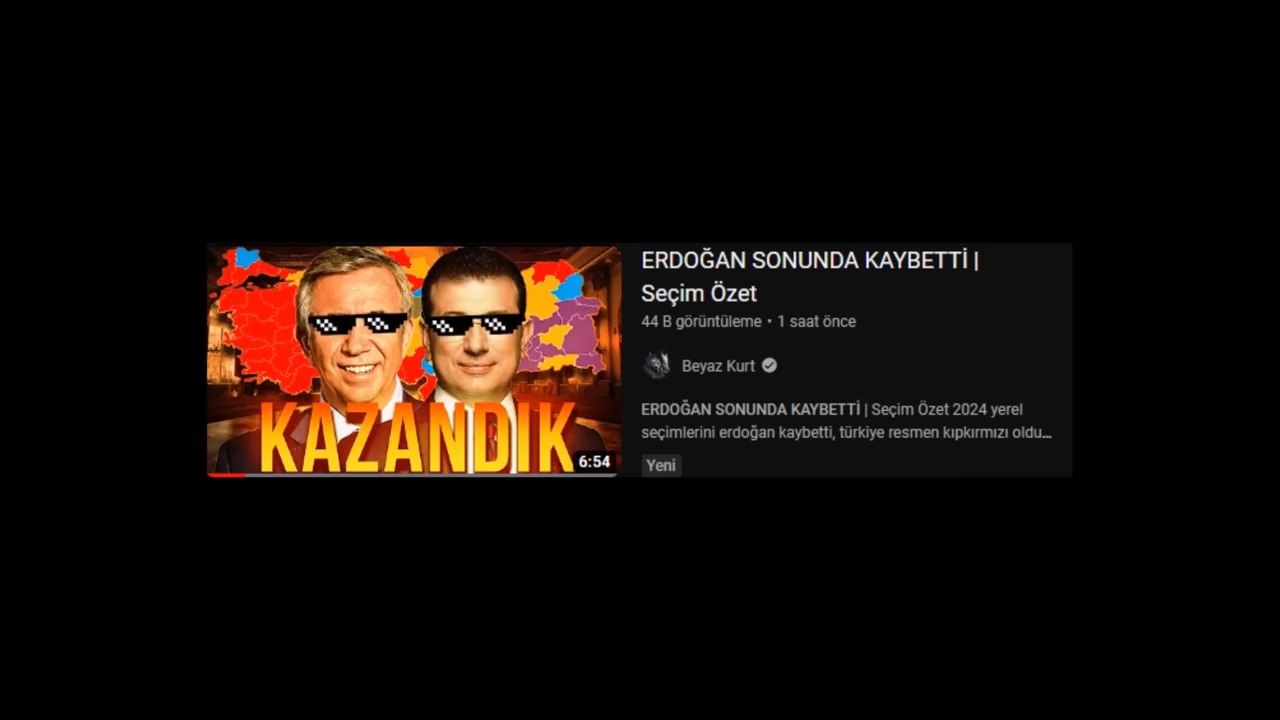 KAZANDIK
6:54
ERDOĞAN SONUNDA KAYBETTİ |
Seçim Özet
44 B görüntüleme • 1 saat önce
Beyaz Kurt
ERDOĞAN SONUNDA KAYBETTİ | Seçim Özet 2024 yerel
seçimlerini erdoğan kaybetti, türkiye resmen kıpkırmızı oldu...
Yeni